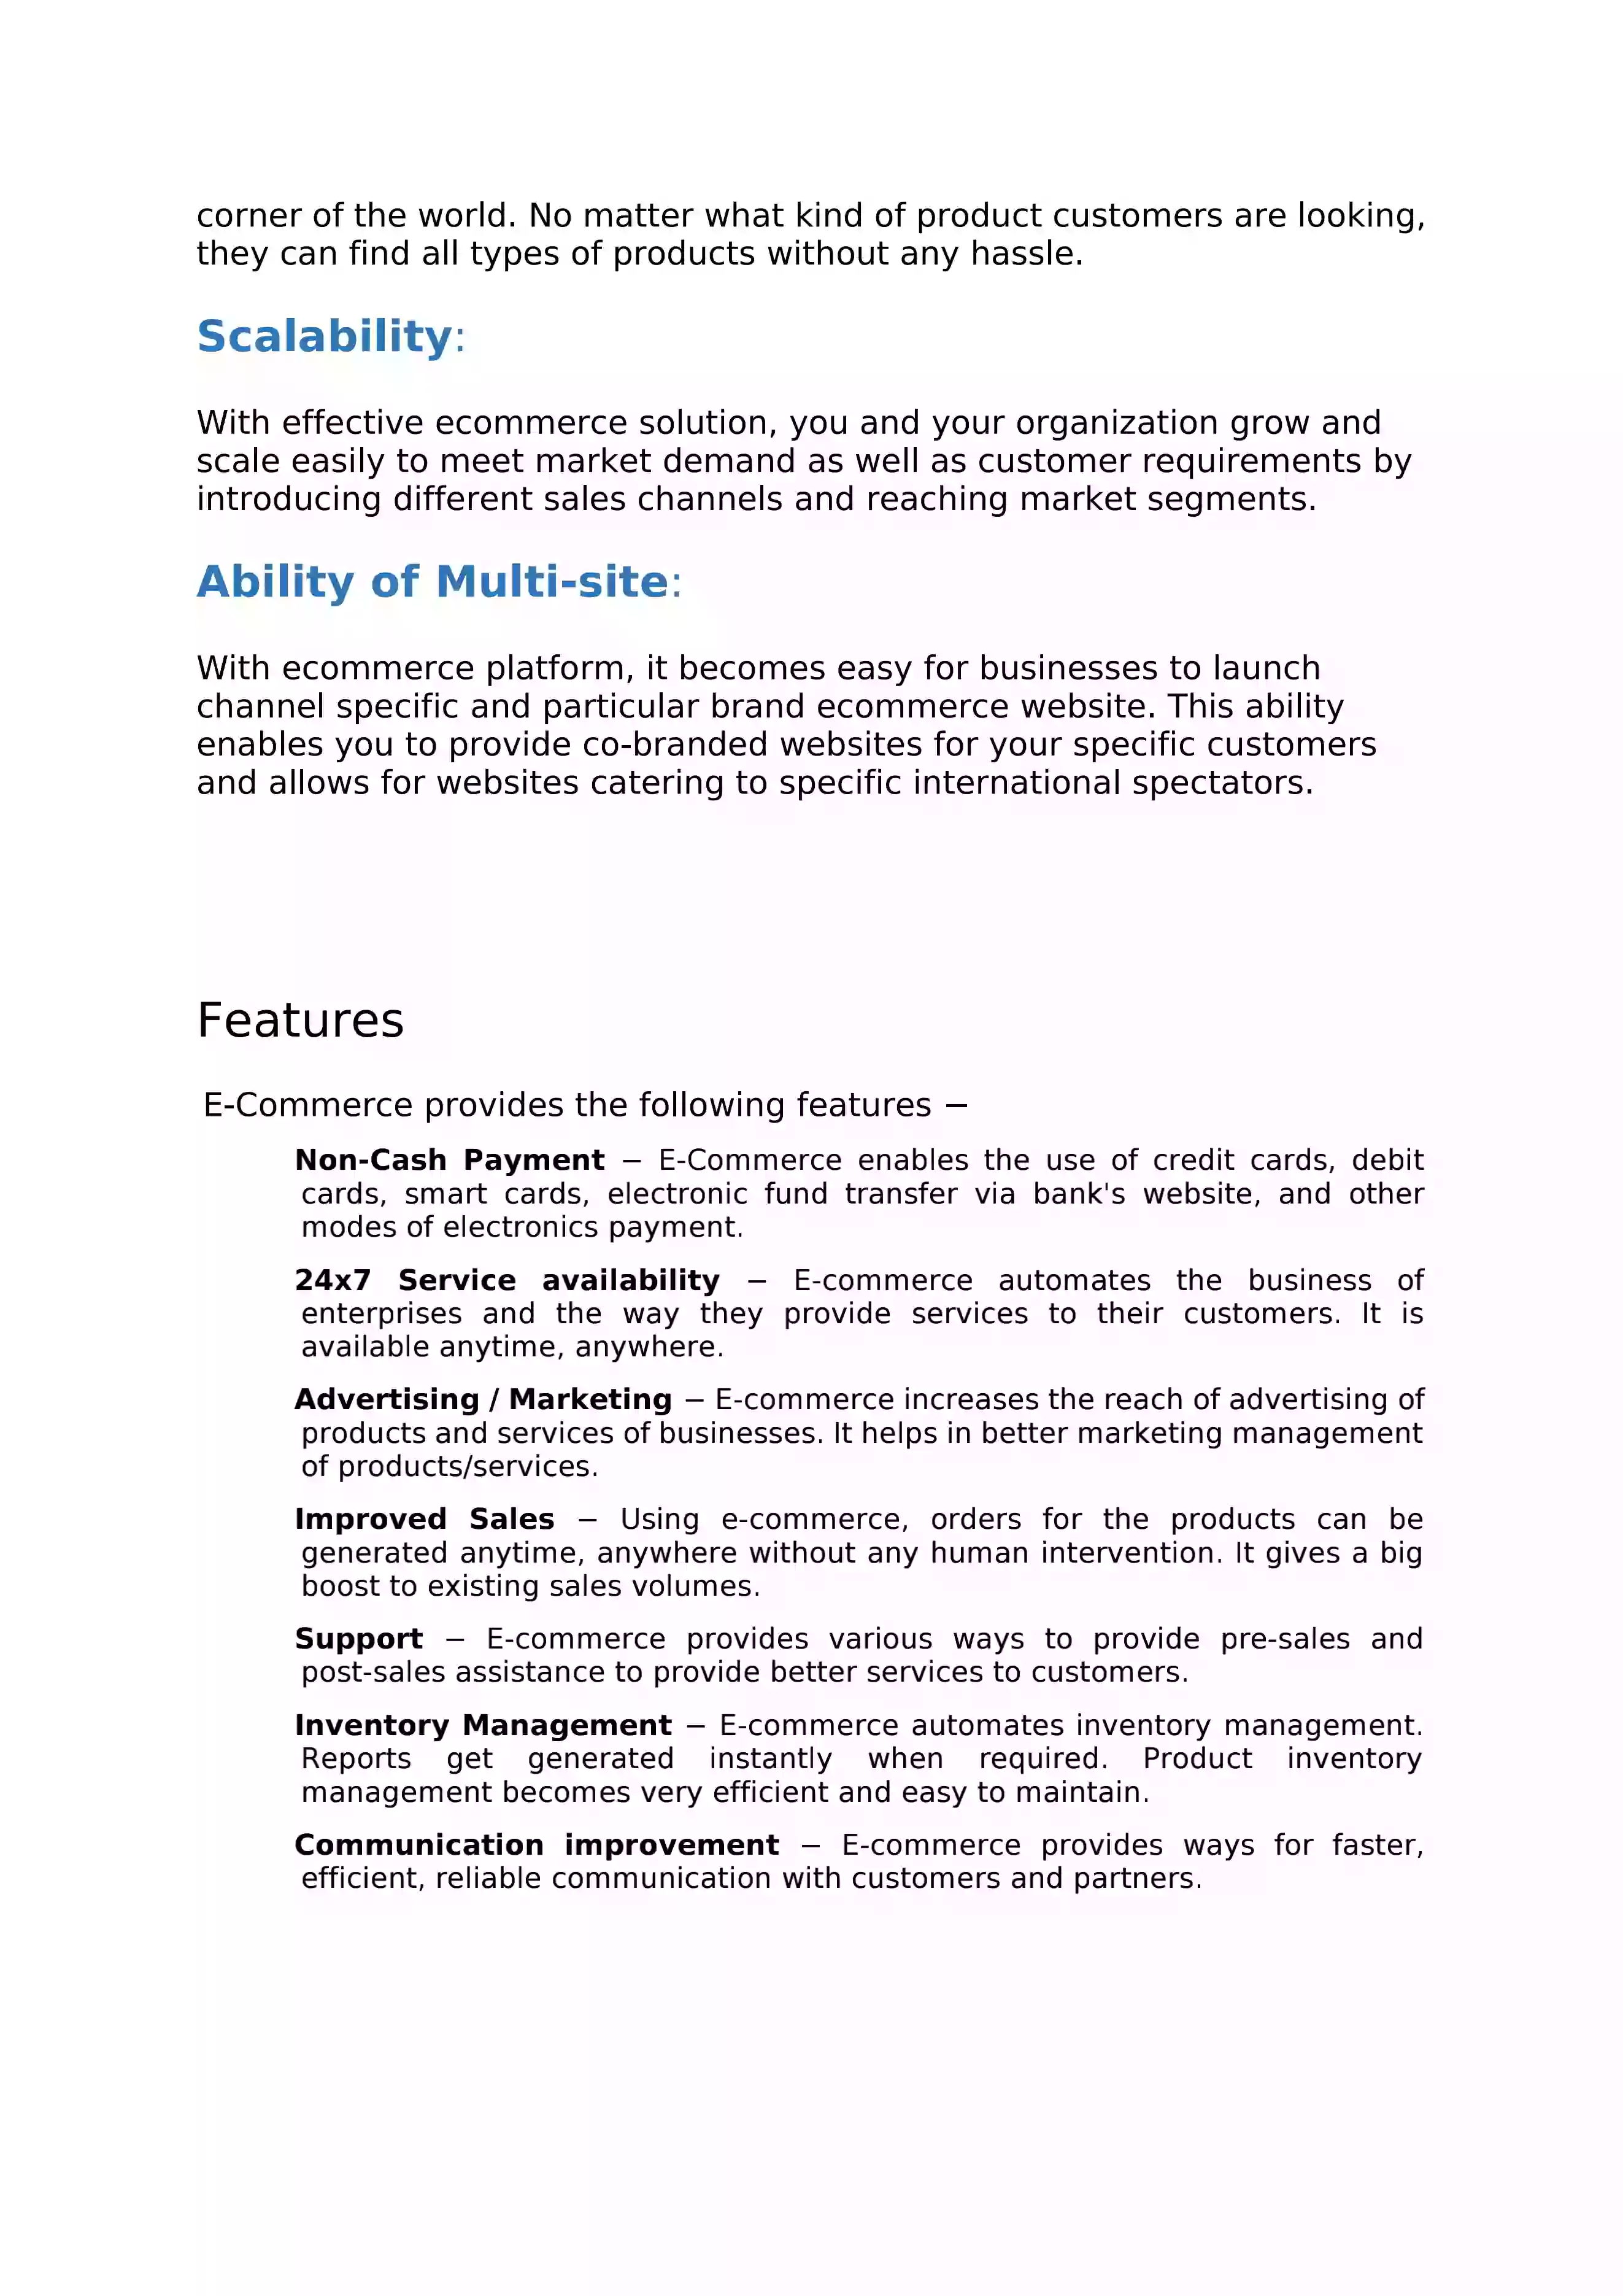 corner of the world. No matter what kind of product customers are looking,
they can find all types of products without any hassle.
Scalability:
With effective ecommerce solution, you and your organization grow and
scale easily to meet market demand as well as customer requirements by
introducing different sales channels and reaching market segments.
Ability of Multi-site:
With ecommerce platform, it becomes easy for businesses to launch
channel specific and particular brand ecommerce website. This ability
enables you to provide co-branded websites for your specific customers
and allows for websites catering to specific international spectators.
Features
E-Commerce provides the following features −
Non-Cash Payment − E-Commerce enables the use of credit cards, debit
cards, smart cards, electronic fund transfer via bank's website, and other
modes of electronics payment.
24x7 Service availability − E-commerce automates the business of
enterprises and the way they provide services to their customers. It is
available anytime, anywhere.
Advertising / Marketing − E-commerce increases the reach of advertising of
products and services of businesses. It helps in better marketing management
of products/services.
Improved Sales − Using e-commerce, orders for the products can be
generated anytime, anywhere without any human intervention. It gives a big
boost to existing sales volumes.
Support − E-commerce provides various ways to provide pre-sales and
post-sales assistance to provide better services to customers.
Inventory Management − E-commerce automates inventory management.
Reports get generated instantly when required. Product inventory
management becomes very efficient and easy to maintain.
Communication improvement − E-commerce provides ways for faster,
efficient, reliable communication with customers and partners.